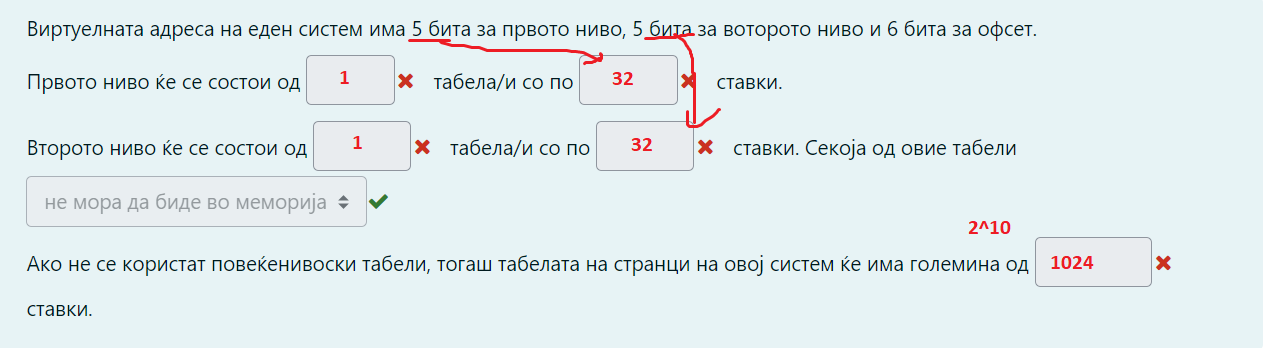 Виртуелната адреса на еден систем има 5 бита за првото ниво, 5 бита за воторото ниво и 6 бита за офсет.
Првото ниво ќе се состои од 1 табела/и со по 32 ставки.
Второто ниво ќе се состои од 1 табела/и со по 32 ставки. Секоја од овие табели
не мора да биде во меморија
2^10
Ако не се користат повеќенивоски табели, тогаш табелата на странци на овој систем ќе има големина од 1024
ставки.